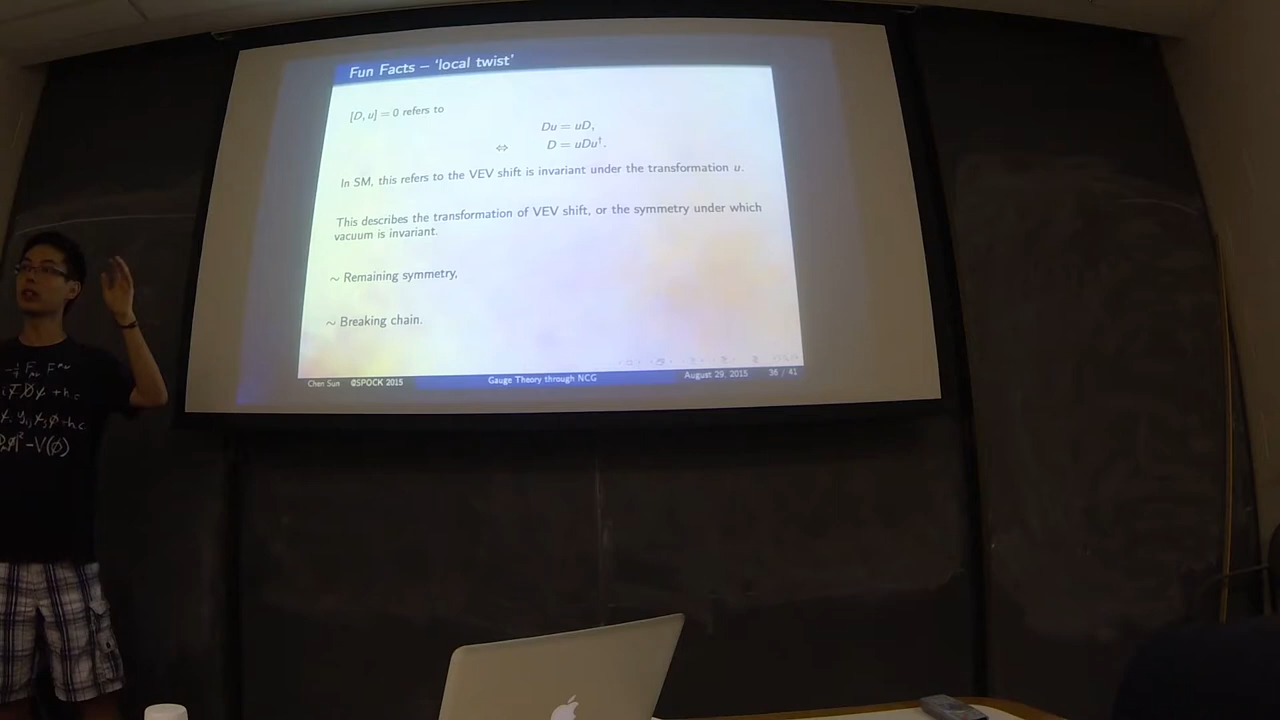 Fun Facts – ‘local twist’
[D, u] = 0 refers to
Du = uD,
⇔ D = uDu†.
In SM, this refers to the VEV shift is invariant under the transformation u.
This describes the transformation of VEV shift, or the symmetry under which
vacuum is invariant.
∼ Remaining symmetry,
∼ Breaking chain.
Chen Sun @SPOCK 2015 Gauge Theory through NCG August 29, 2015 36 / 41
+h.c
-V(φ)